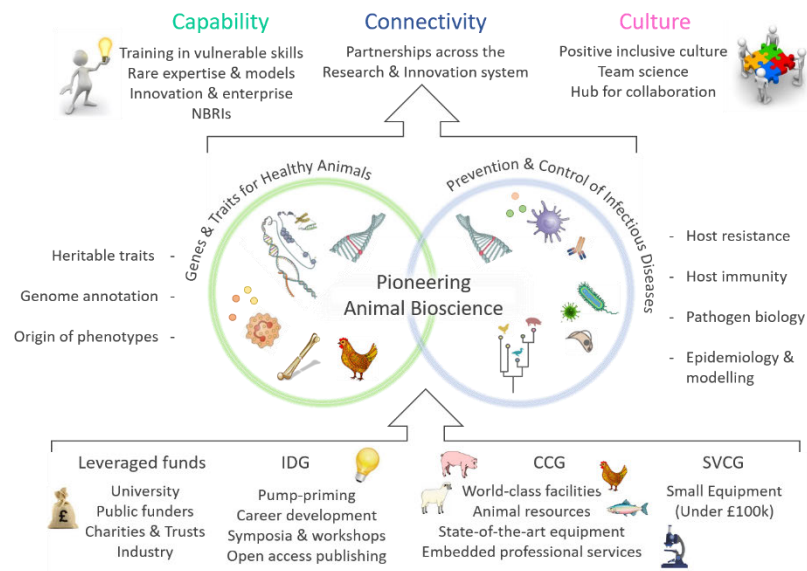 Capability
Training in vulnerable skills
Rare expertise & models
Innovation & enterprise
NBRIs
Connectivity
Partnerships across the
Research & Innovation system
Culture
Positive inclusive culture
Team science
Hub for collaboration
Genes & Traits for Healthy Animals
Prevention & Control of Infectious Diseases
Heritable traits -
Genome annotation -
Origin of phenotypes -
Pioneering
Animal Bioscience
- Host resistance
- Host immunity
- Pathogen biology
- Epidemiology &
modelling
Leveraged funds
£
University
Public funders
Charities & Trusts
Industry
IDG
Pump-priming
Career development
Symposia & workshops
Open access publishing
CCG
World-class facilities
Animal resources
State-of-the-art equipment
Embedded professional services
SVCG
Small Equipment
(Under £100k)